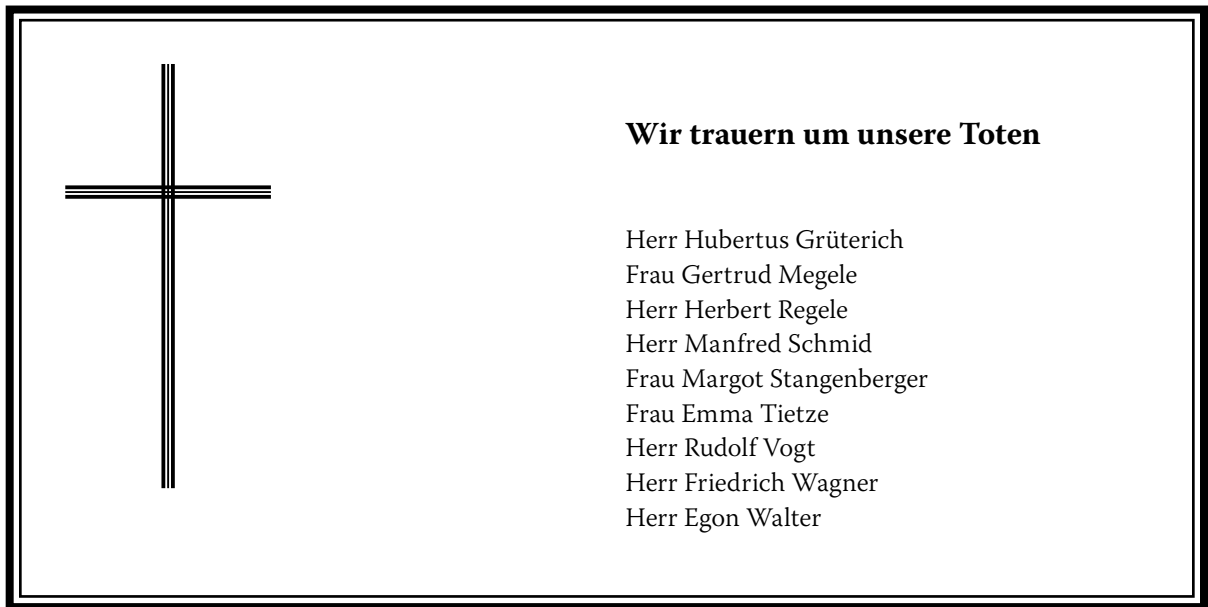 Wir trauern um unsere Toten
Herr Hubertus Grüterich
Frau Gertrud Megele
Herr Herbert Regele
Herr Manfred Schmid
Frau Margot Stangenberger
Frau Emma Tietze
Herr Rudolf Vogt
Herr Friedrich Wagner
Herr Egon Walter